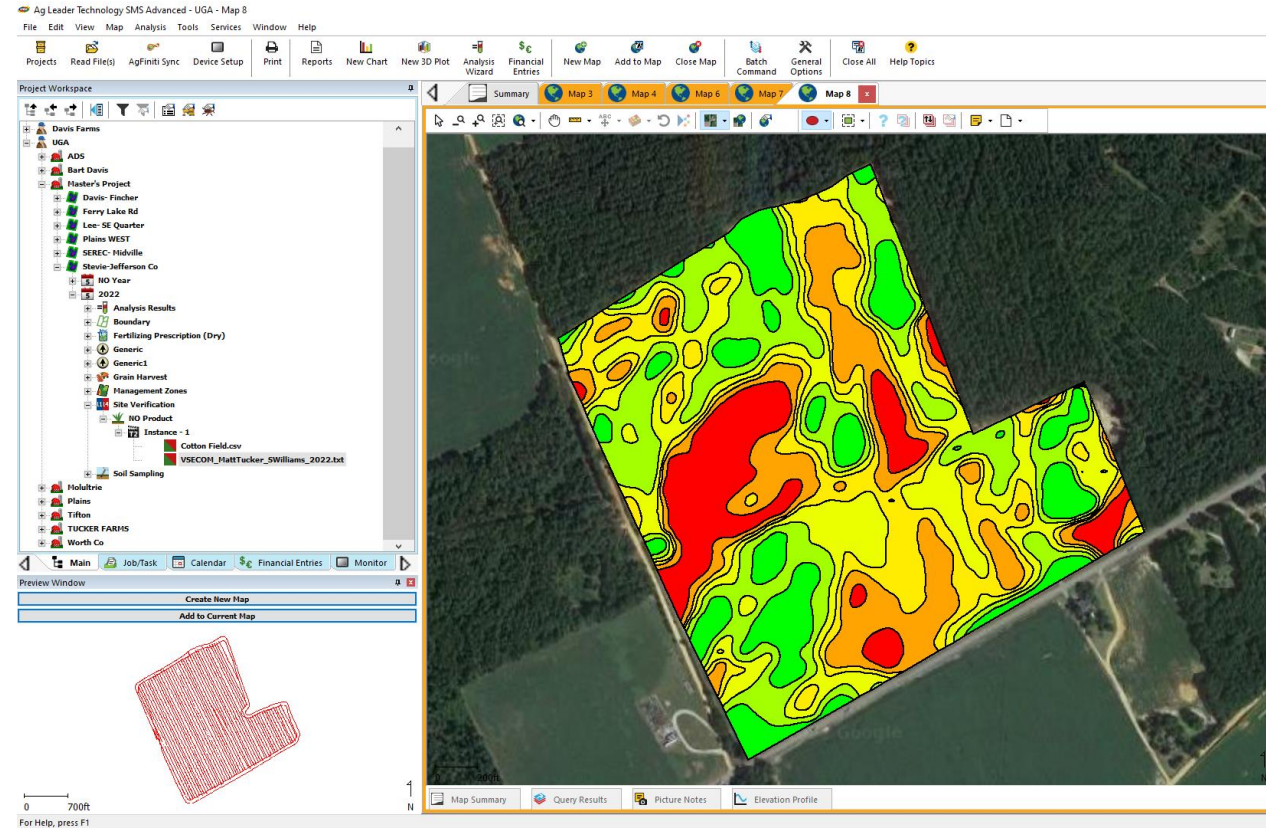 Ag Leader Technology SMS Advanced - UGA - Map 8
File Edit View Map Analysis Tools Services Window Help
Projects Read File(s) AgFiniti Sync Device Setup Print Reports New Chart New 3D Plot Analysis Wizard Financial Entries New Map Add to Map Close Map Batch Command General Options Close All Help Topics
Project Workspace
Summary Map 3 Map 4 Map 6 Map 7 Map 8
Davis Farms
UGA
ADS
Bart Davis
Master's Project
Davis- Fincher
Ferry Lake Rd
Lee- SE Quarter
Plains WEST
SEREC- Midville
Stevie-Jefferson Co
NO Year
2022
Analysis Results
Boundary
Fertilizing Prescription (Dry)
Generic
Generic1
Grain Harvest
Management Zones
Site Verification
NO Product
Instance - 1
Cotton Field.csv
VSECOM_MattTucker_SWilliams_2022.txt
Soil Sampling
Molultrie
Plains
Tifton
TUCKER FARMS
Worth Co
Main Job/Task Calendar Financial Entries Monitor
Preview Window
Create New Map
Add to Current Map
0 700ft
N
Google
Map Summary Query Results Picture Notes Elevation Profile
For Help, press F1